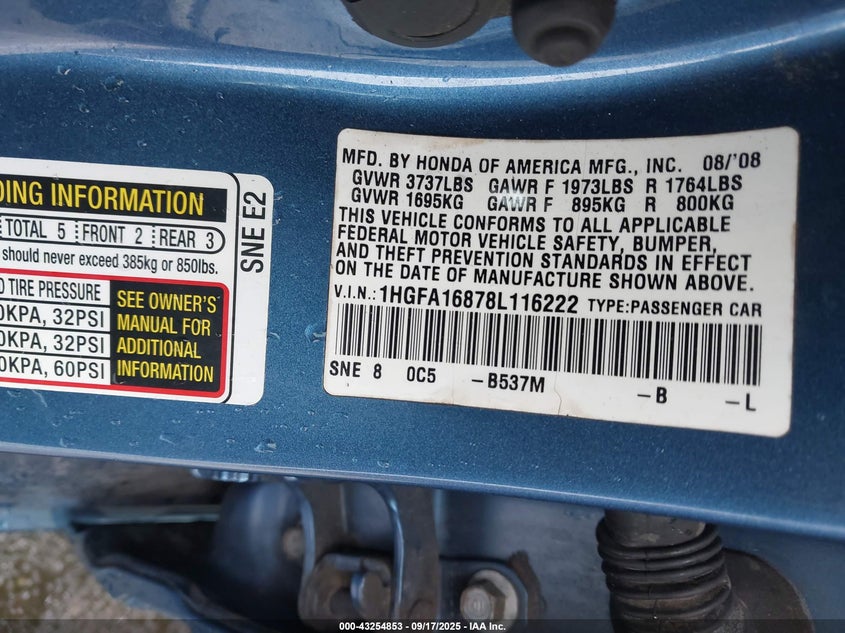 DING INFORMATION
TOTAL 5 FRONT 2 REAR 3
should never exceed 385kg or 850lbs.
TIRE PRESSURE
0KPA, 32PSI
0KPA, 32PSI
0KPA, 60PSI
SEE OWNER'S
MANUAL FOR
ADDITIONAL
INFORMATION
SNE E2
MFD. BY HONDA OF AMERICA MFG., INC. 08/'08
GVWR 3737LBS GAWR F 1973LBS R 1764LBS
GVWR 1695KG GAWR F 895KG R 800KG
THIS VEHICLE CONFORMS TO ALL APPLICABLE
FEDERAL MOTOR VEHICLE SAFETY, BUMPER,
AND THEFT PREVENTION STANDARDS IN EFFECT
ON THE DATE OF MANUFACTURE SHOWN ABOVE.
V.I.N.: 1HGFA16878L116222 TYPE:PASSENGER CAR
SNE 8 0C5 -B537M -B -L
000-43254853 - 09/17/2025 - IAA Inc.